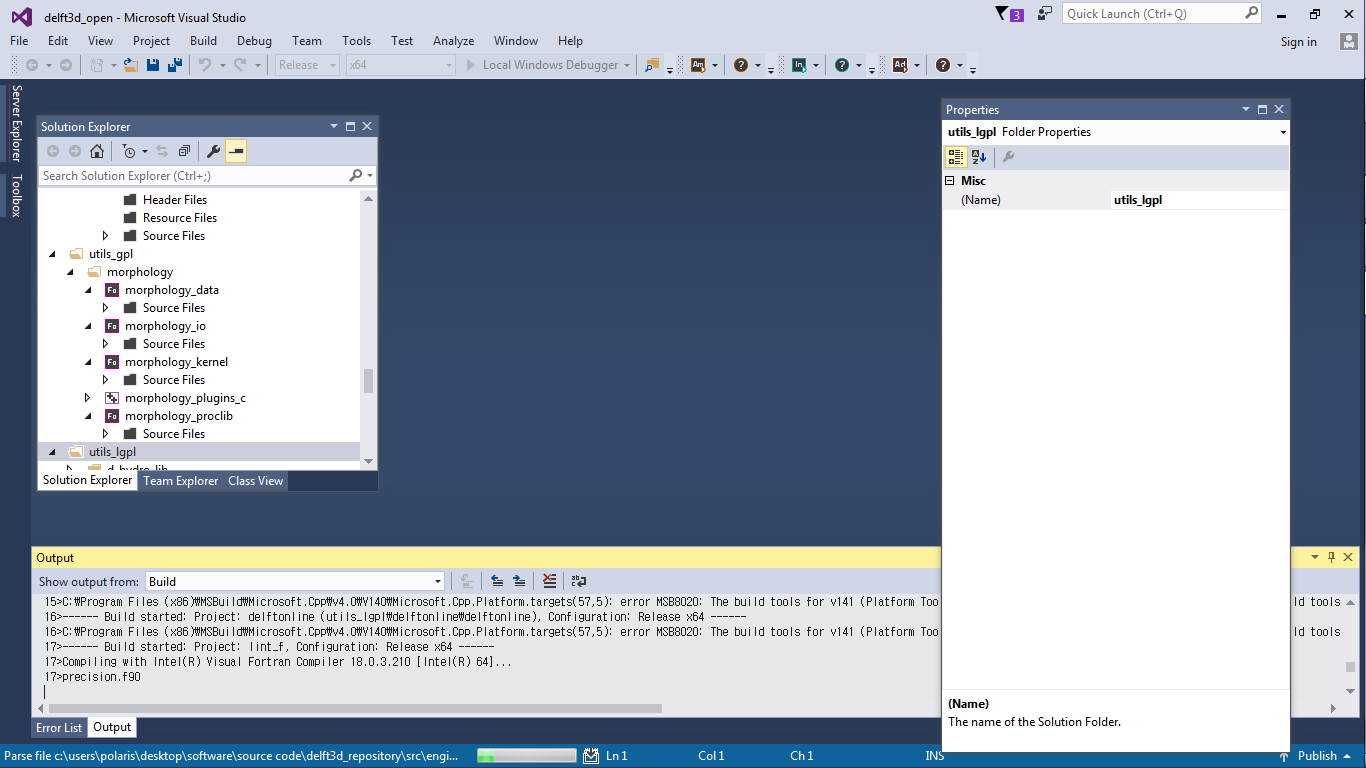 delft3d_open - Microsoft Visual Studio
3
Quick Launch (Ctrl+Q)
File Edit View Project Build Debug Team Tools Test Analyze Window Help
Sign in
Release x64 Local Windows Debugger Am ? In ? Ad ?
Server Explorer
Toolbox
Solution Explorer
Search Solution Explorer (Ctrl+;)
Header Files
Resource Files
Source Files
utils_gpl
morphology
Fo morphology_data
Source Files
Fo morphology_io
Source Files
Fo morphology_kernel
Source Files
morphology_plugins_c
Fo morphology_proclib
Source Files
utils_lgpl
d_hydro_lib
Solution Explorer Team Explorer Class View
Properties
utils_lgpl Folder Properties
Misc
(Name) utils_lgpl
(Name)
The name of the Solution Folder.
Output
Show output from: Build
15>C:₩Program Files (x86)₩MSBuild₩Microsoft.Cpp₩v4.0₩V140₩Microsoft.Cpp.Platform.targets(57,5): error MSB8020: The build tools for v141 (Platform Too ld tools
16>------ Build started: Project: delftonline (utils_lgpl₩delftonline₩delftonline), Configuration: Release x64 ------
16>C:₩Program Files (x86)₩MSBuild₩Microsoft.Cpp₩v4.0₩V140₩Microsoft.Cpp.Platform.targets(57,5): error MSB8020: The build tools for v141 (Platform Too ld tools
17>------ Build started: Project: lint_f, Configuration: Release x64 ------
17>Compiling with Intel(R) Visual Fortran Compiler 18.0.3.210 [Intel(R) 64]...
17>precision.f90
Error List Output
Parse file c:\users\polaris\desktop\software\source code\delft3d_repository\src\engi... Ln 1 Col 1 Ch 1 INS Publish